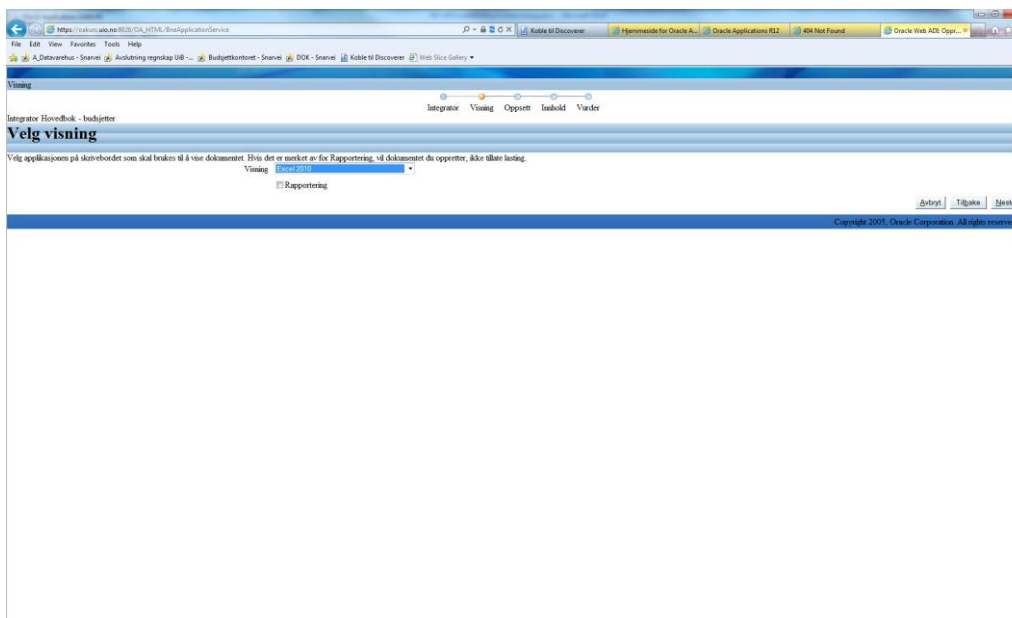 https://oakurs.uio.no:8026/OA_HTML/BneApplicationService
Koble til Discoverer
Hjemmeside for Oracle A...
Oracle Applications R12
404 Not Found
Oracle Web ADI: Oppr...
File Edit View Favorites Tools Help
A_Datavarehus - Snarvei
Avslutning regnskap UiB -...
Budsjettkontoret - Snarvei
DOK - Snarvei
Koble til Discoverer
Web Slice Gallery
Visning
Integrator Visning Oppsett Innhold Vurder
Integrator Hovedbok - budsjetter
Velg visning
Velg applikasjonen på skrivebordet som skal brukes til å vise dokumentet. Hvis det er merket av for Rapportering, vil dokumentet du oppretter, ikke tillate lasting.
Visning Excel 2010
Rapportering
Avbryt Tilbake Nest
Copyright 2005, Oracle Corporation. All rights reserve